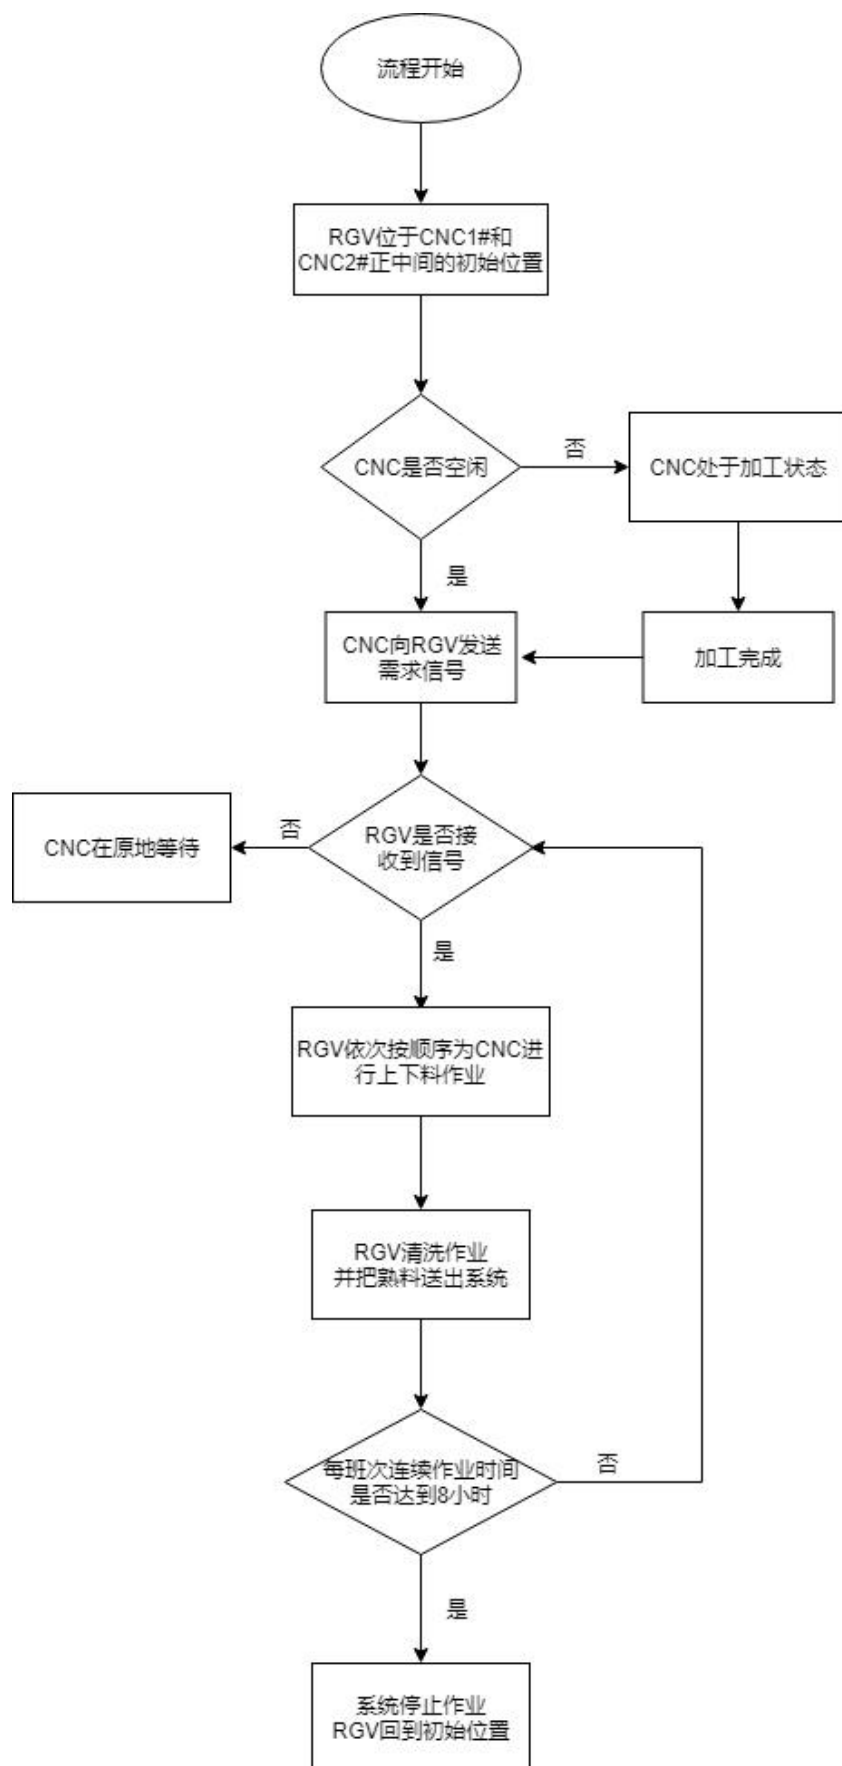 流程开始
RGV位于CNC1#和
CNC2#正中间的初始位置
CNC是否空闲
否
CNC处于加工状态
是
CNC向RGV发送
需求信号
加工完成
CNC在原地等待
否
RGV是否接
收到信号
是
RGV依次按顺序为CNC进
行上下料作业
RGV清洗作业
并把熟料送出系统
每班次连续作业时间
是否达到8小时
否
是
系统停止作业
RGV回到初始位置